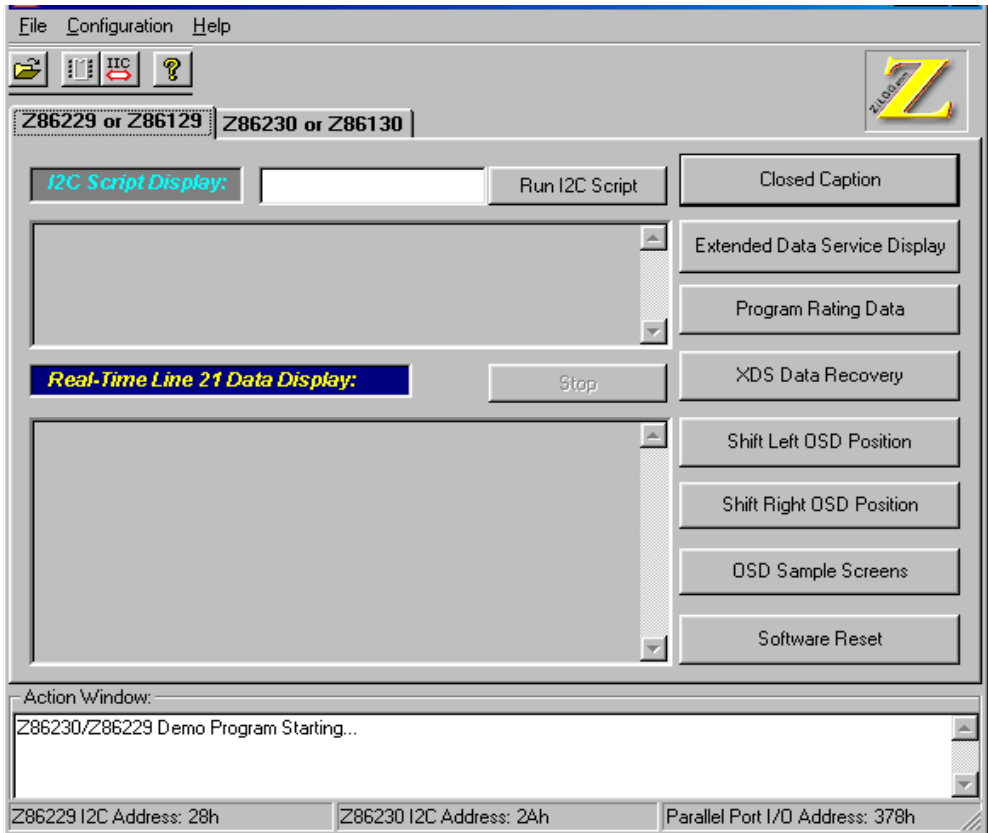 File Configuration Help
IIC
?
Z
ZiLOG.com
Z86229 or Z86129 Z86230 or Z86130
I2C Script Display: Run I2C Script Closed Caption
Extended Data Service Display
Program Rating Data
Real-Time Line 21 Data Display: Stop XDS Data Recovery
Shift Left OSD Position
Shift Right OSD Position
OSD Sample Screens
Software Reset
Action Window:
Z86230/Z86229 Demo Program Starting...
Z86229 I2C Address: 28h Z86230 I2C Address: 2Ah Parallel Port I/O Address: 378h